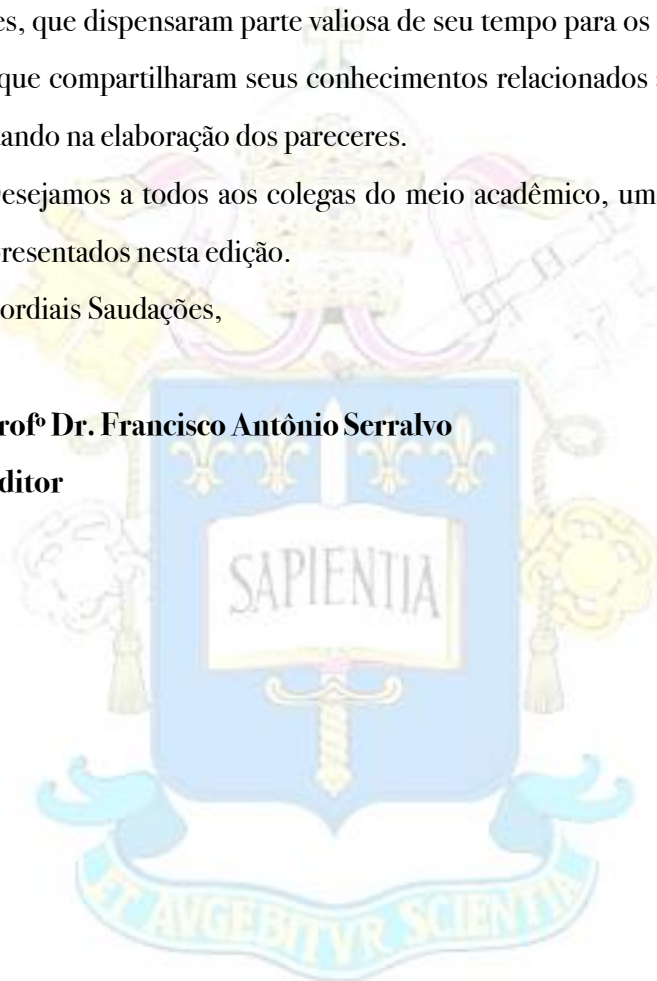 es, que dispensaram parte valiosa de seu tempo para os
que compartilharam seus conhecimentos relacionados
ando na elaboração dos pareceres.
esejamos a todos aos colegas do meio acadêmico, um
presentados nesta edição.
ordiais Saudações,
rofº Dr. Francisco Antônio Serralvo
ditor
SAPIENTIA
ET AVGEBITVR SCIENTIA